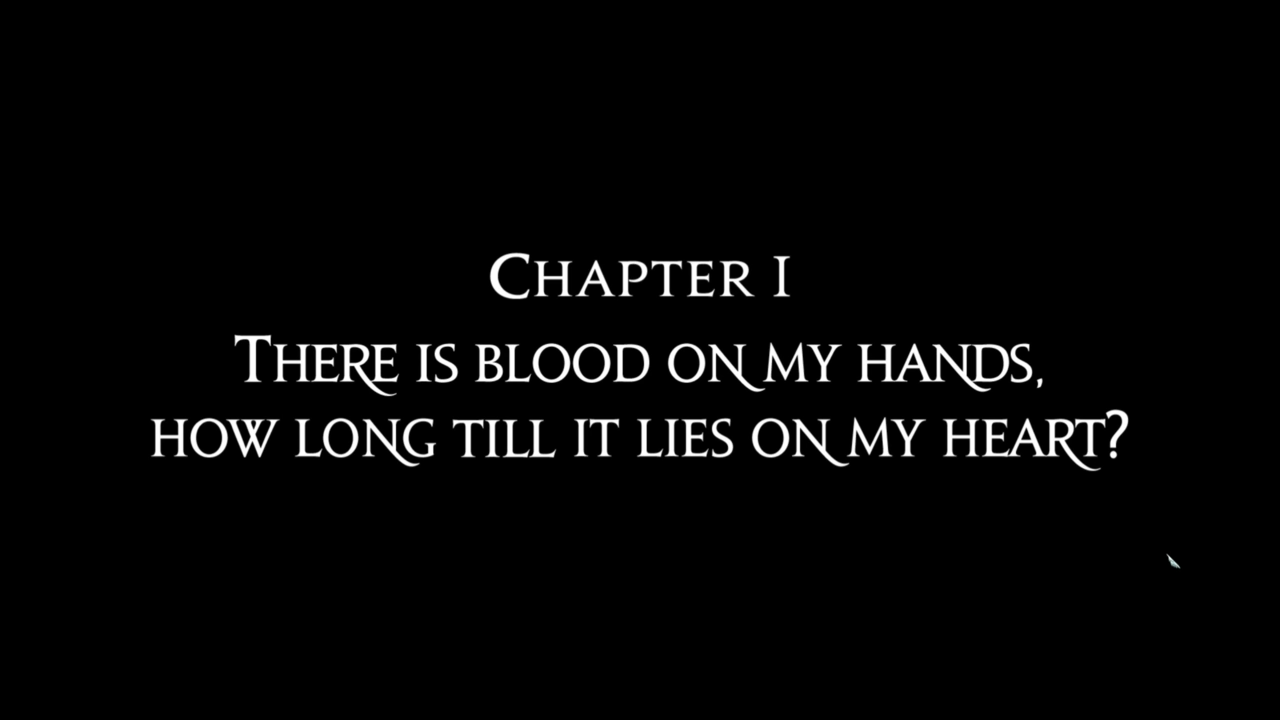 Chapter I
There is blood on my hands,
how long till it lies on my heart?